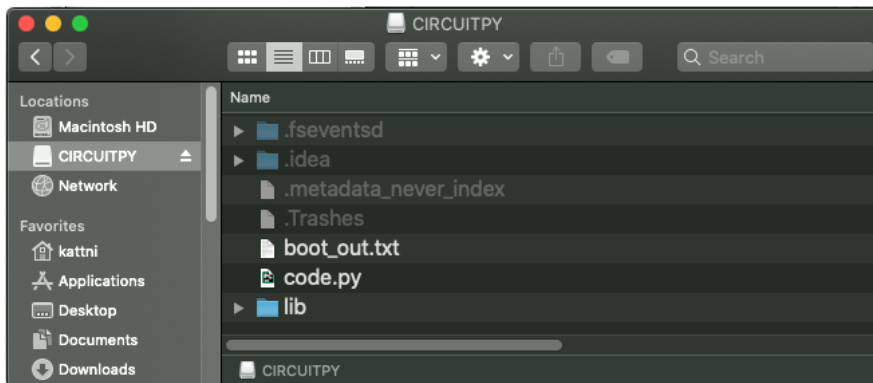 CIRCUITPY
Search
Locations
Macintosh HD
CIRCUITPY
Network
Favorites
kattni
Applications
Desktop
Documents
Downloads
Name
.fseventsd
.idea
.metadata_never_index
.Trashes
boot_out.txt
code.py
lib
CIRCUITPY